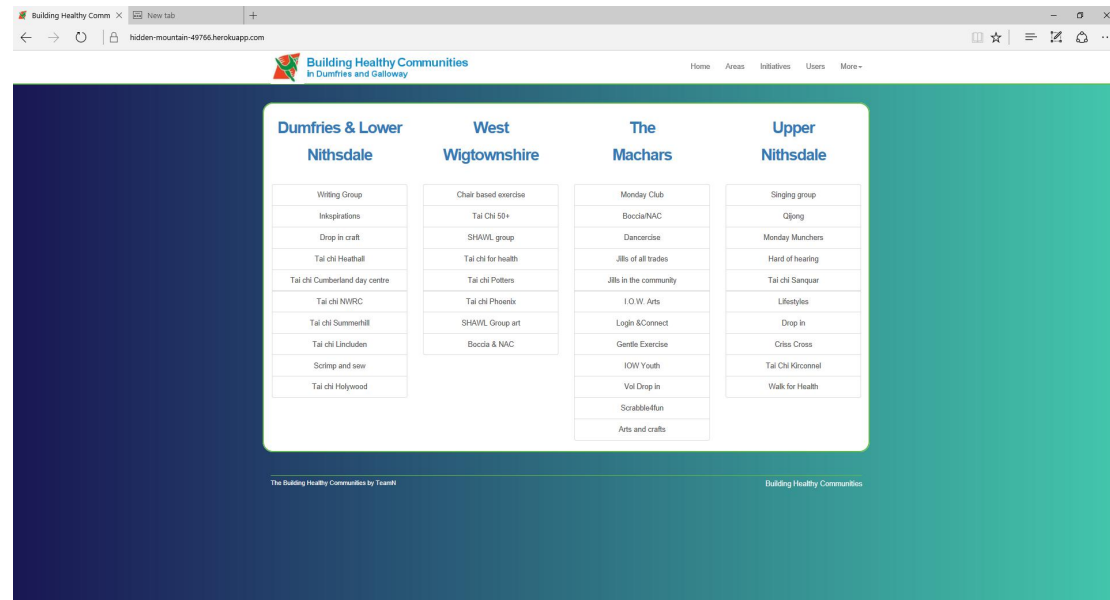 Building Healthy Comm
New tab
hidden-mountain-49766.herokuapp.com
Building Healthy Communities
in Dumfries and Galloway
Home Areas Initiatives Users More
Dumfries & Lower
Nithsdale
Writing Group
Inkspirations
Drop in craft
Tai chi Heathall
Tai chi Cumberland day centre
Tai chi NWRC
Tai chi Summerhill
Tai chi Lincluden
Scrimp and sew
Tai chi Holywood
West
Wigtownshire
Chair based exercise
Tai Chi 50+
SHAWL group
Tai chi for health
Tai chi Potters
Tai chi Phoenix
SHAWL Group art
Boccia & NAC
The
Machars
Monday Club
Boccia/NAC
Dancercise
Jills of all trades
Jills in the community
I.O.W. Arts
Login &Connect
Gentle Exercise
IOW Youth
Vol Drop in
Scrabble4fun
Arts and crafts
Upper
Nithsdale
Singing group
Qijong
Monday Munchers
Hard of hearing
Tai chi Sanquar
Lifestyles
Drop in
Criss Cross
Tai Chi Kirconnel
Walk for Health
The Building Healthy Communities by TeamN
Building Healthy Communities